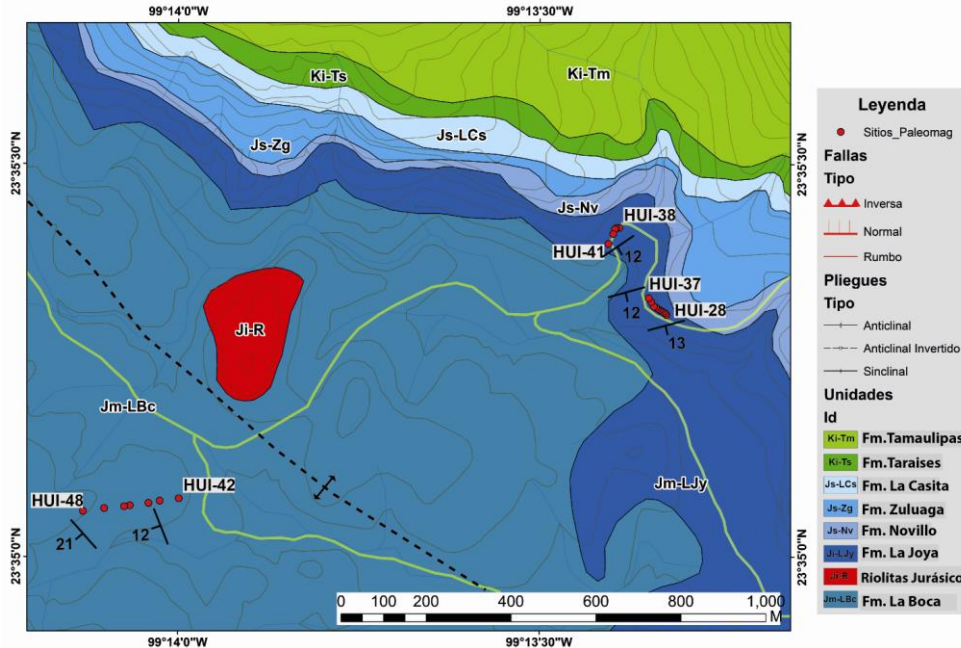 99°14'0"W
99°13'30"W
23°35'30"N
23°35'30"N
Ki-Ts
Ki-Tm
Js-LCs
Js-Zg
Js-Nv
HUI-38
HUI-41
12
HUI-37
12
HUI-28
13
Ji-R
Jm-LBc
Jm-LJy
HUI-48
HUI-42
21
12
23°35'0"N
23°35'0"N
0 100 200 400 600 800 1,000
M
99°14'0"W
99°13'30"W
Leyenda
Sitios_Paleomag
Fallas
Tipo
Inversa
Normal
Rumbo
Pliegues
Tipo
Anticlinal
Anticlinal Invertido
Sinclinal
Unidades
Id
Ki-Tm Fm.Tamaulipas
Ki-Ts Fm.Taraises
Js-LCs Fm. La Casita
Js-Zg Fm. Zuluaga
Js-Nv Fm. Novillo
Ji-LJy Fm. La Joya
Ji-R Riolitas Jurásico
Jm-LBc Fm. La Boca